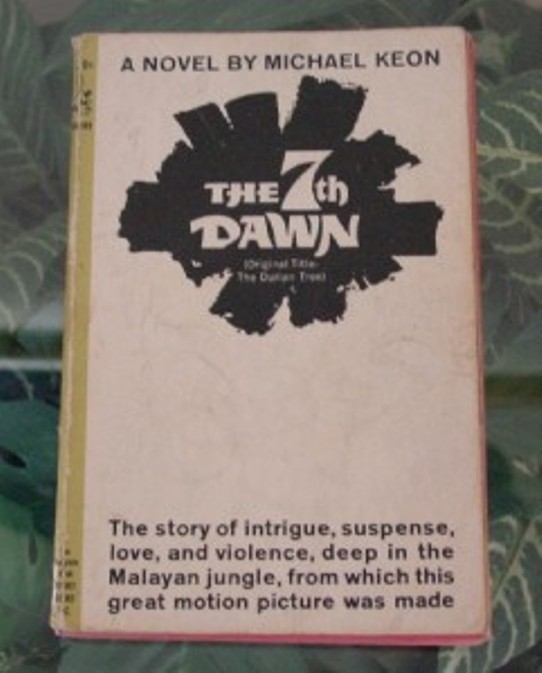 A NOVEL BY MICHAEL KEON
THE 7th
DAWN
(Original Title-
The Durian Tree)
The story of intrigue, suspense,
love, and violence, deep in the
Malayan jungle, from which this
great motion picture was made